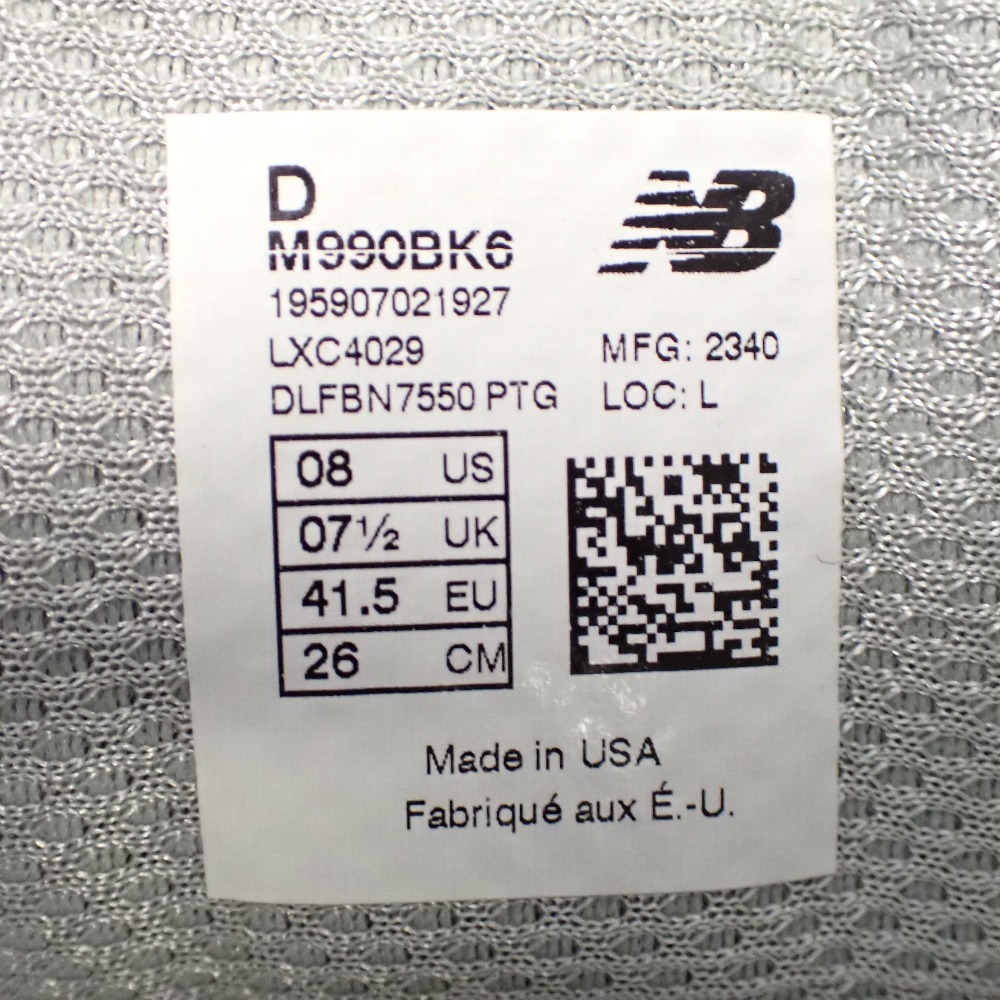 D
NB
M990BK6
195907021927
LXC4029
MFG: 2340
DLFBN7550 PTG
LOC: L
08 US
07½ UK
41.5 EU
26 CM
Made in USA
Fabriqué aux É.-U.